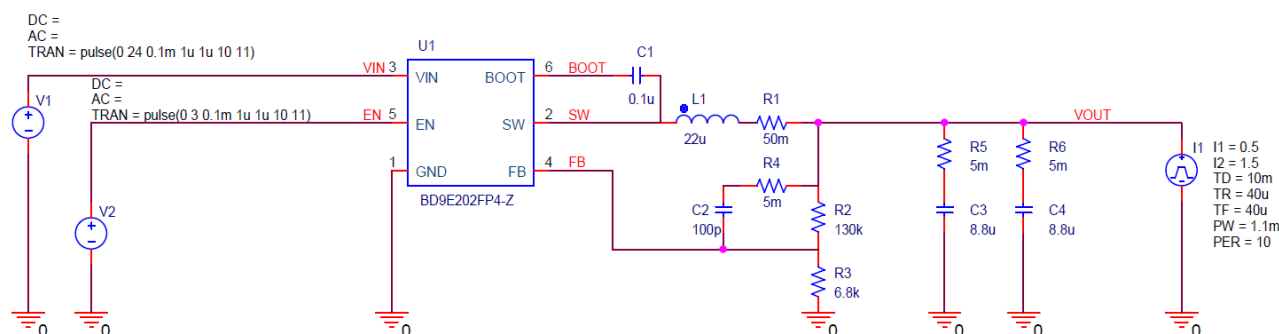 DC =
AC =
TRAN = pulse(0 24 0.1m 1u 1u 10 11)
DC =
AC =
TRAN = pulse(0 3 0.1m 1u 1u 10 11)
V1
V2
U1
VIN 3 VIN
EN 5 EN
1 GND
BOOT 6 BOOT
SW 2 SW
FB 4 FB
BD9E202FP4-Z
C1
0.1u
L1
22u
R1
50m
R4
5m
C2
100p
R2
130k
R3
6.8k
R5
5m
C3
8.8u
R6
5m
C4
8.8u
VOUT
I1
I1 = 0.5
I2 = 1.5
TD = 10m
TR = 40u
TF = 40u
PW = 1.1m
PER = 10
0
0
0
0
0
0
0